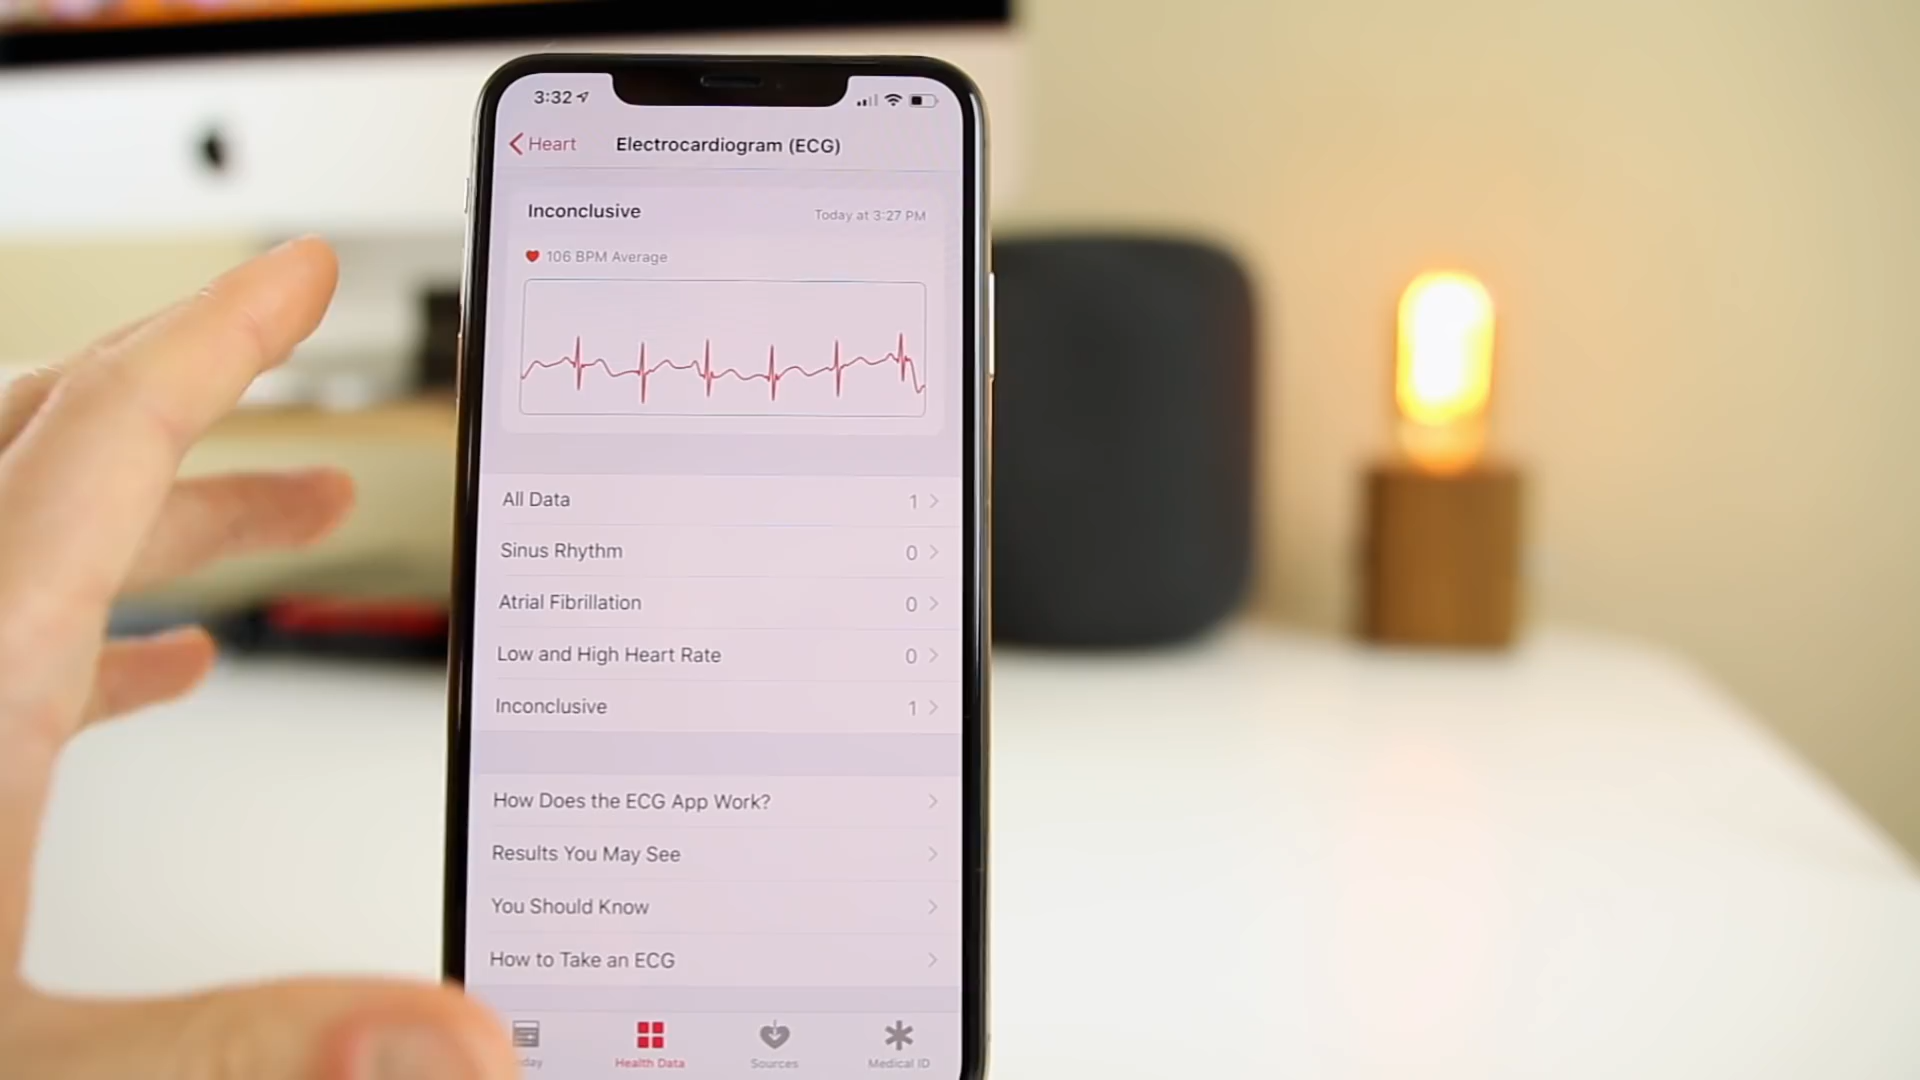 3:32
Heart
Electrocardiogram (ECG)
Inconclusive
Today at 3:27 PM
106 BPM Average
All Data 1
Sinus Rhythm 0
Atrial Fibrillation 0
Low and High Heart Rate 0
Inconclusive 1
How Does the ECG App Work?
Results You May See
You Should Know
How to Take an ECG
Health Data
Sources
Medical ID